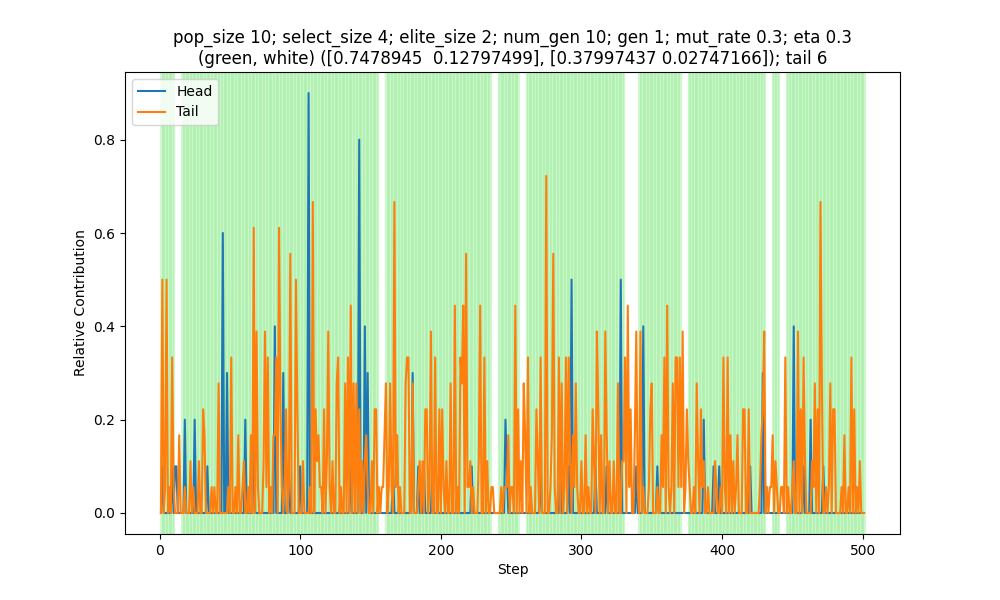 pop_size 10; select_size 4; elite_size 2; num_gen 10; gen 1; mut_rate 0.3; eta 0.3
(green, white) ([0.7478945  0.12797499], [0.37997437 0.02747166]); tail 6
Head
Tail
Relative Contribution
0.8
0.6
0.4
0.2
0.0
0 100 200 300 400 500
Step